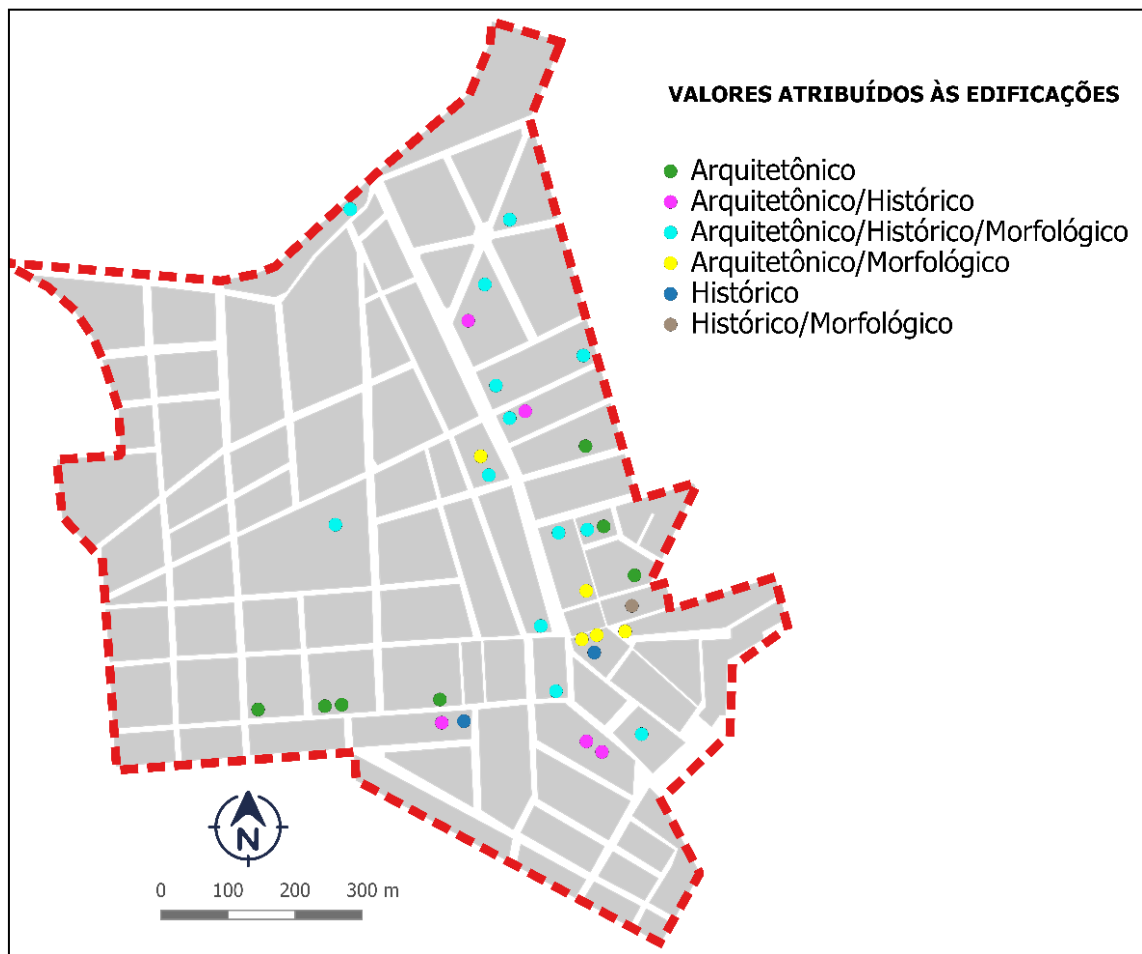 VALORES ATRIBUÍDOS ÀS EDIFICAÇÕES
Arquitetônico
Arquitetônico/Histórico
Arquitetônico/Histórico/Morfológico
Arquitetônico/Morfológico
Histórico
Histórico/Morfológico
N
0 100 200 300 m